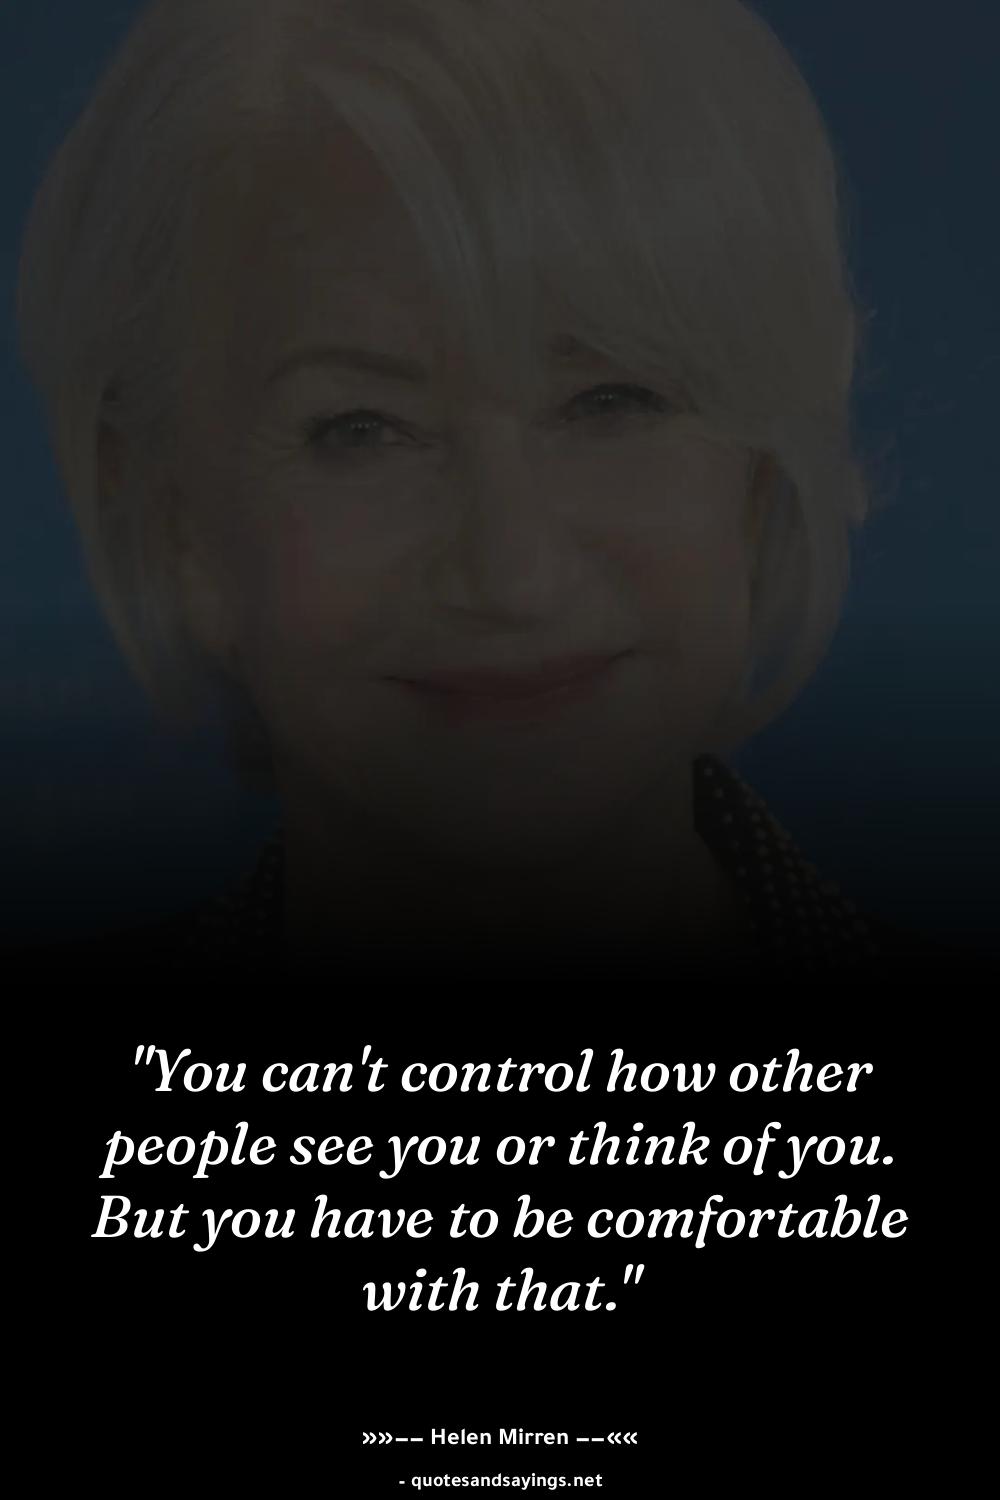 "You can't control how other
people see you or think of you.
But you have to be comfortable
with that."
»»–– Helen Mirren ––««
- quotesandsayings.net